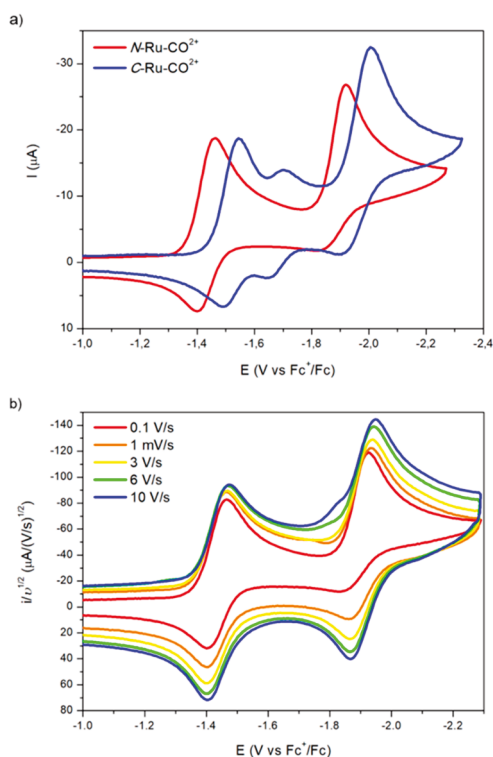 a)
N-Ru-CO2+
C-Ru-CO2+
-30
-20
-10
0
10
I (µA)
-1,0 -1,2 -1,4 -1,6 -1,8 -2,0 -2,2 -2,4
E (V vs Fc+/Fc)
b)
0.1 V/s
1 mV/s
3 V/s
6 V/s
10 V/s
-140
-120
-100
-80
-60
-40
-20
0
20
40
60
80
i/υ1/2 (µA/(V/s)1/2)
-1.0 -1.2 -1.4 -1.6 -1.8 -2.0 -2.2
E (V vs Fc+/Fc)